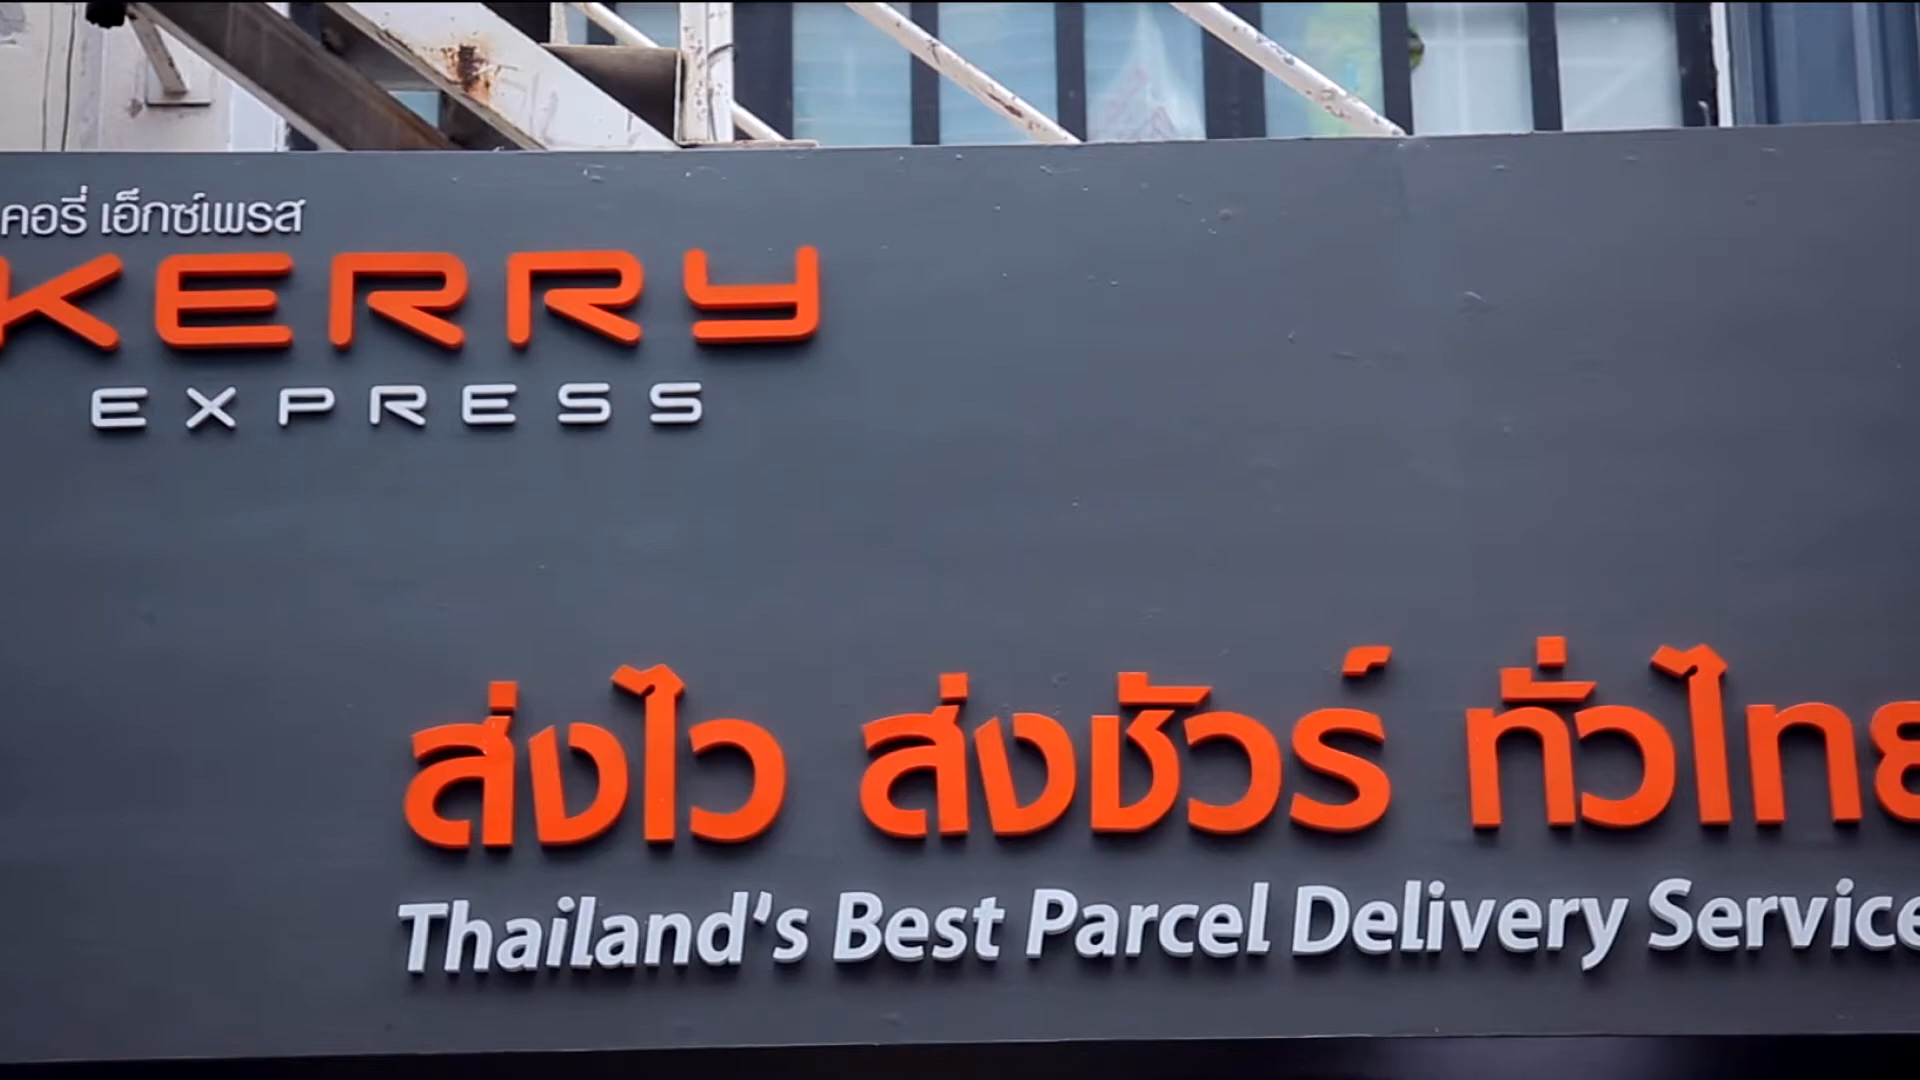 คอรี่ เอ็กซ์เพรส
KERRY
EXPRESS
ส่งไว ส่งชัวร์ ทั่วไทย
Thailand's Best Parcel Delivery Service